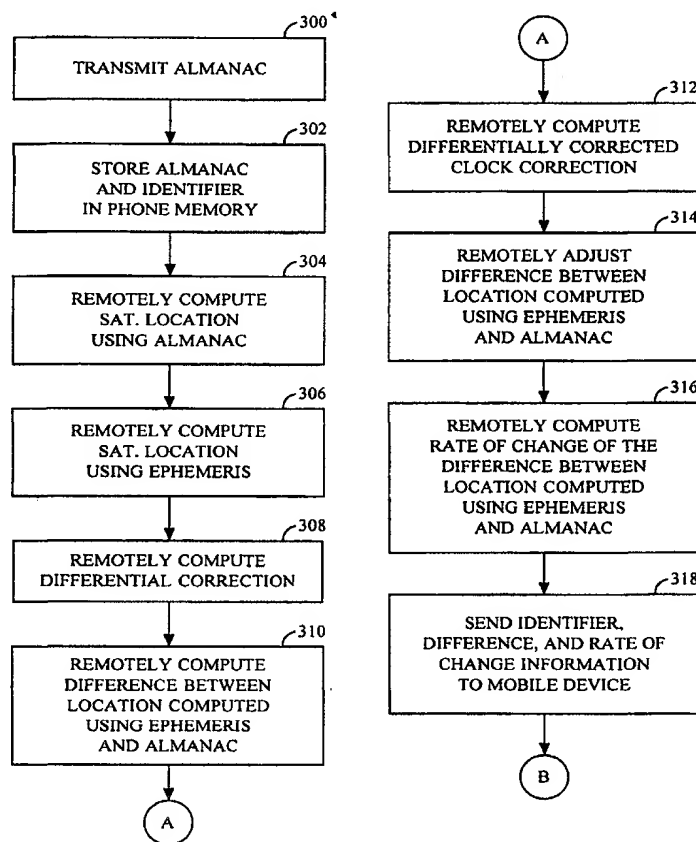 300
TRANSMIT ALMANAC
302
STORE ALMANAC
AND IDENTIFIER
IN PHONE MEMORY
304
REMOTELY COMPUTE
SAT. LOCATION
USING ALMANAC
306
REMOTELY COMPUTE
SAT. LOCATION
USING EPHEMERIS
308
REMOTELY COMPUTE
DIFFERENTIAL CORRECTION
310
REMOTELY COMPUTE
DIFFERENCE BETWEEN
LOCATION COMPUTED
USING EPHEMERIS
AND ALMANAC
A
A
312
REMOTELY COMPUTE
DIFFERENTIALLY CORRECTED
CLOCK CORRECTION
314
REMOTELY ADJUST
DIFFERENCE BETWEEN
LOCATION COMPUTED
USING EPHEMERIS
AND ALMANAC
316
REMOTELY COMPUTE
RATE OF CHANGE OF THE
DIFFERENCE BETWEEN
LOCATION COMPUTED
USING EPHEMERIS
AND ALMANAC
318
SEND IDENTIFIER,
DIFFERENCE, AND RATE OF
CHANGE INFORMATION
TO MOBILE DEVICE
B